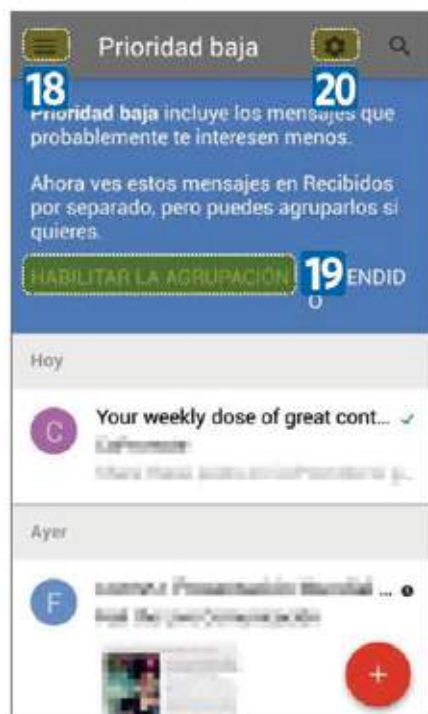 Prioridad baja
18
20
Prioridad baja incluye los mensajes que
probablemente te interesen menos.
Ahora ves estos mensajes en Recibidos
por separado, pero puedes agruparlos si
quieres.
HABILITAR LA AGRUPACIÓN 19 ENDID
O
Hoy
C
Your weekly dose of great cont...
Ayer
F
...
+